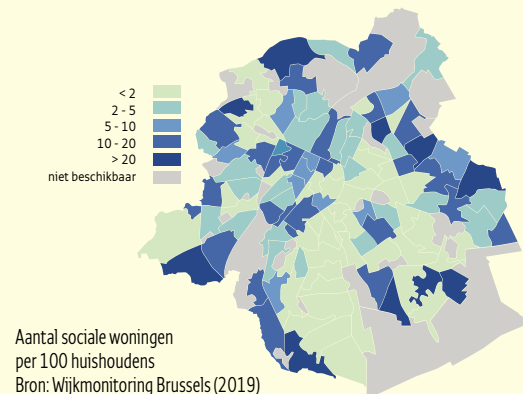 < 2
2 - 5
5 - 10
10 - 20
> 20
niet beschikbaar
Aantal sociale woningen
per 100 huishoudens
Bron: Wijkmonitoring Brussels (2019)